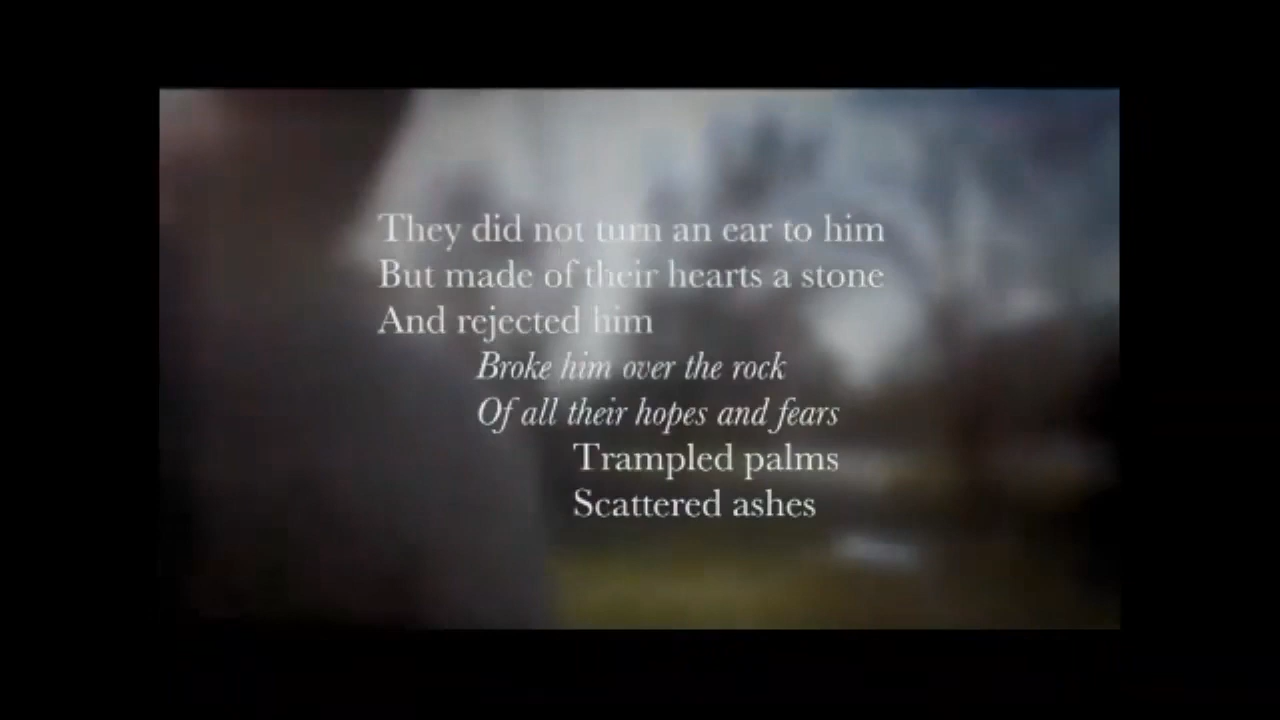 They did not turn an ear to him
But made of their hearts a stone
And rejected him
Broke him over the rock
Of all their hopes and fears
Trampled palms
Scattered ashes